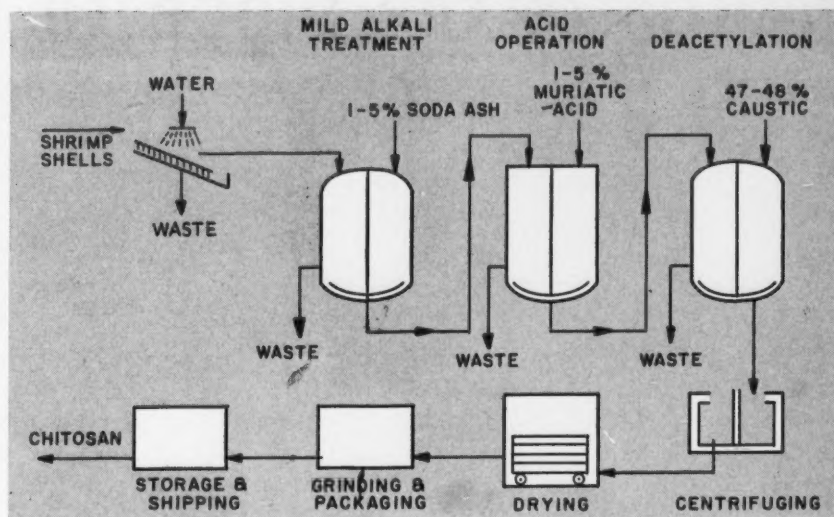 MILD ALKALI
TREATMENT
ACID
OPERATION
DEACETYLATION
WATER
1-5% SODA ASH
1-5 %
MURIATIC
ACID
47-48 %
CAUSTIC
SHRIMP
SHELLS
WASTE
WASTE
WASTE
WASTE
CHITOSAN
STORAGE &
SHIPPING
GRINDING &
PACKAGING
DRYING
CENTRIFUGING